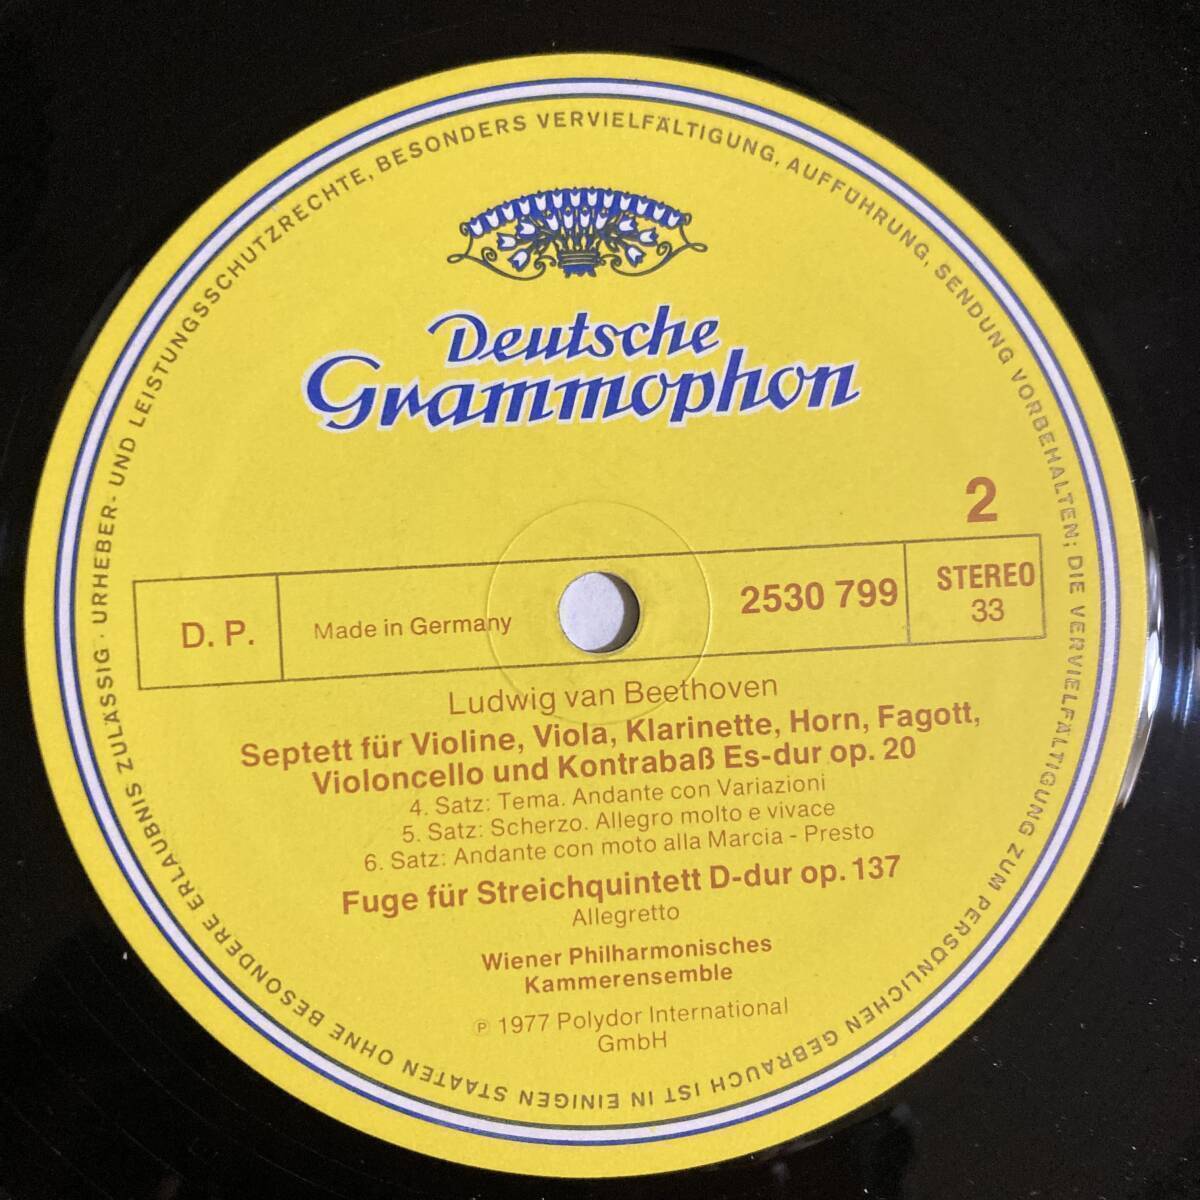 URHEBER- UND LEISTUNGSSCHUTZRECHTE, BESONDERS VERVIELFÄLTIGUNG, AUFFÜHRUNG, SENDUNG VORBEHALTEN; DIE VERVIELFÄLTIGUNG ZUM PERSÖNLICHEN GEBRAUCH IST IN EINIGEN STAATEN OHNE BESONDERE ERLAUBNIS ZULÄSSIG ·
Deutsche
Grammophon
2
D. P.
Made in Germany
2530 799
STEREO
33
Ludwig van Beethoven
Septett für Violine, Viola, Klarinette, Horn, Fagott,
Violoncello und Kontrabaß Es-dur op. 20
4. Satz: Tema. Andante con Variazioni
5. Satz: Scherzo. Allegro molto e vivace
6. Satz: Andante con moto alla Marcia - Presto
Fuge für Streichquintett D-dur op. 137
Allegretto
Wiener Philharmonisches
Kammerensemble
℗ 1977 Polydor International
GmbH